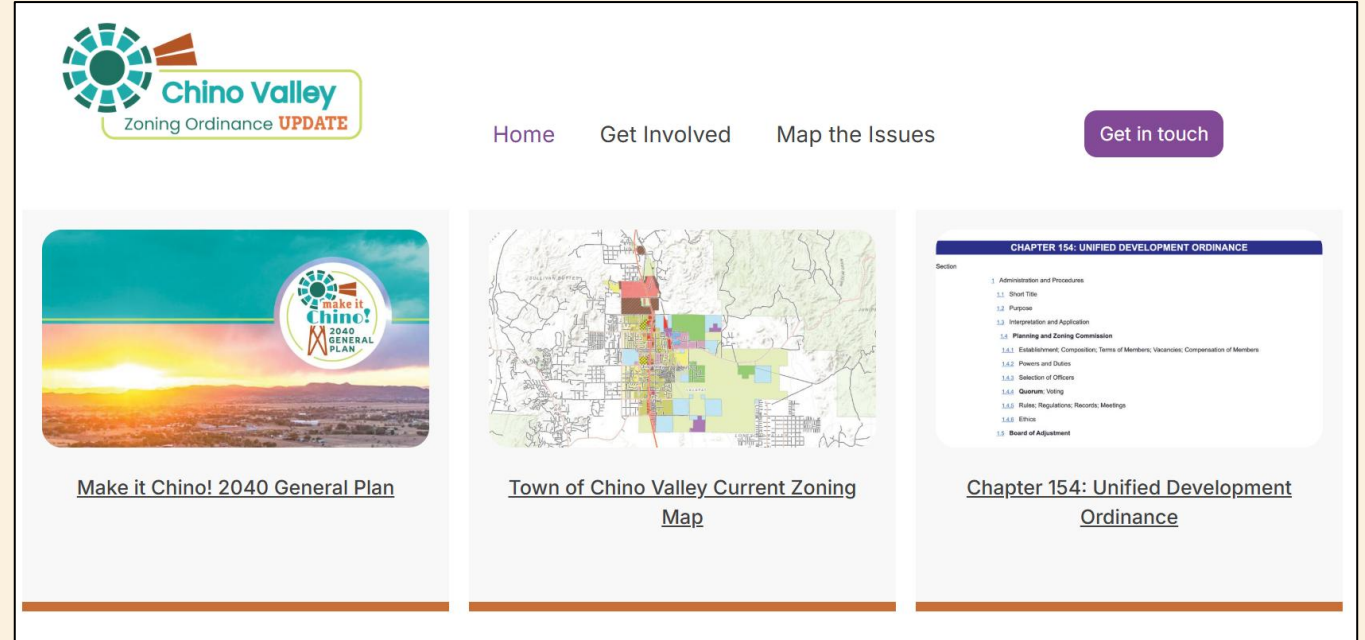 Chino Valley
Zoning Ordinance UPDATE
Home
Get Involved
Map the Issues
Get in touch
make it
Chino!
2040
GENERAL
PLAN
CHAPTER 154: UNIFIED DEVELOPMENT ORDINANCE
Section
1 Administration and Procedures
1.1 Short Title
1.2 Purpose
1.3 Interpretation and Application
1.4 Planning and Zoning Commission
1.4.1 Establishment; Composition; Terms of Members; Vacancies; Compensation of Members
1.4.2 Powers and Duties
1.4.3 Selection of Officers
1.4.4 Quorum; Voting
1.4.5 Rules; Regulations; Records; Meetings
1.4.6 Ethics
1.5 Board of Adjustment
Make it Chino! 2040 General Plan
Town of Chino Valley Current Zoning
Map
Chapter 154: Unified Development
Ordinance